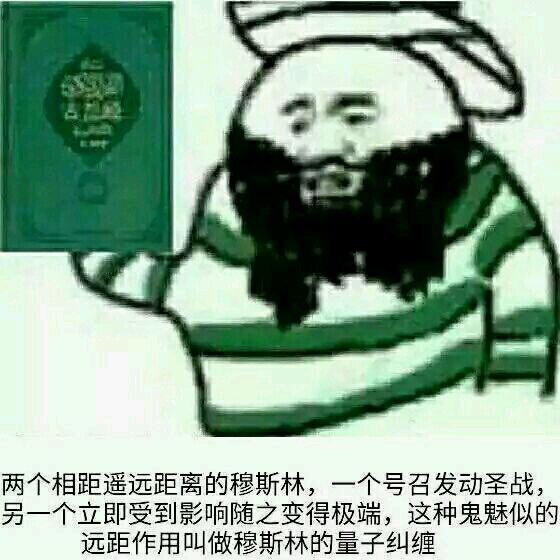 两个相距遥远距离的穆斯林，一个号召发动圣战，
另一个立即受到影响随之变得极端，这种鬼魅似的
远距作用叫做穆斯林的量子纠缠